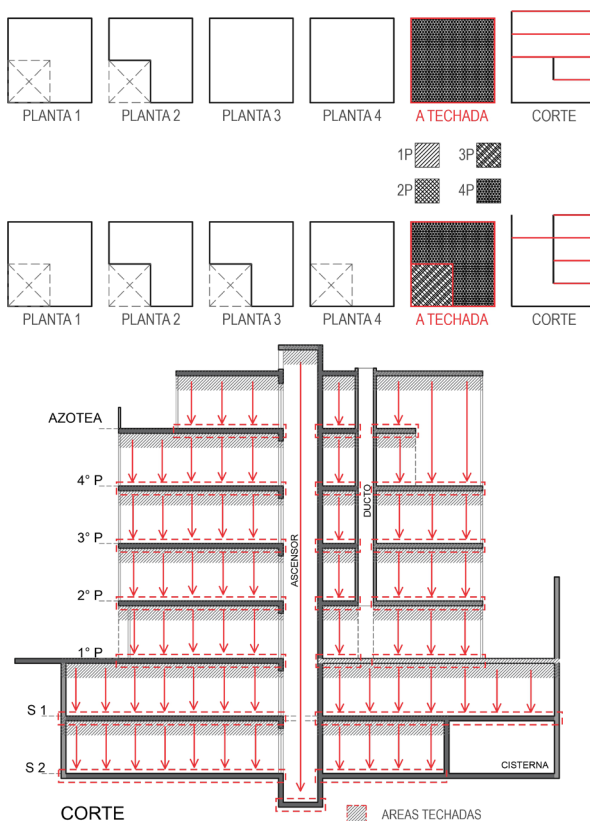 PLANTA 1 PLANTA 2 PLANTA 3 PLANTA 4 A TECHADA CORTE
1P 3P
2P 4P
PLANTA 1 PLANTA 2 PLANTA 3 PLANTA 4 A TECHADA CORTE
AZOTEA
4° P
3° P
2° P
1° P
S 1
S 2
ASCENSOR
DUCTO
CISTERNA
CORTE
AREAS TECHADAS